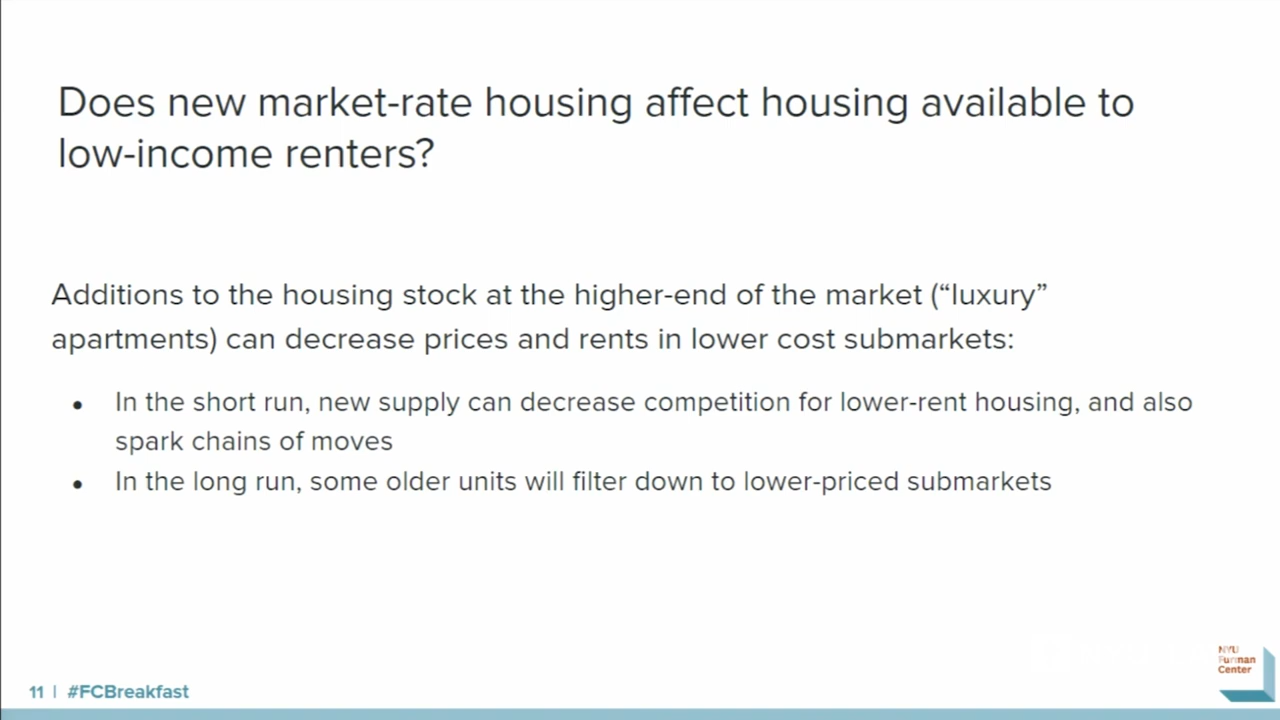 Does new market-rate housing affect housing available to
low-income renters?
Additions to the housing stock at the higher-end of the market (“luxury”
apartments) can decrease prices and rents in lower cost submarkets:
• In the short run, new supply can decrease competition for lower-rent housing, and also
spark chains of moves
• In the long run, some older units will filter down to lower-priced submarkets
11 | #FCBreakfast
NYU
Furman
Center